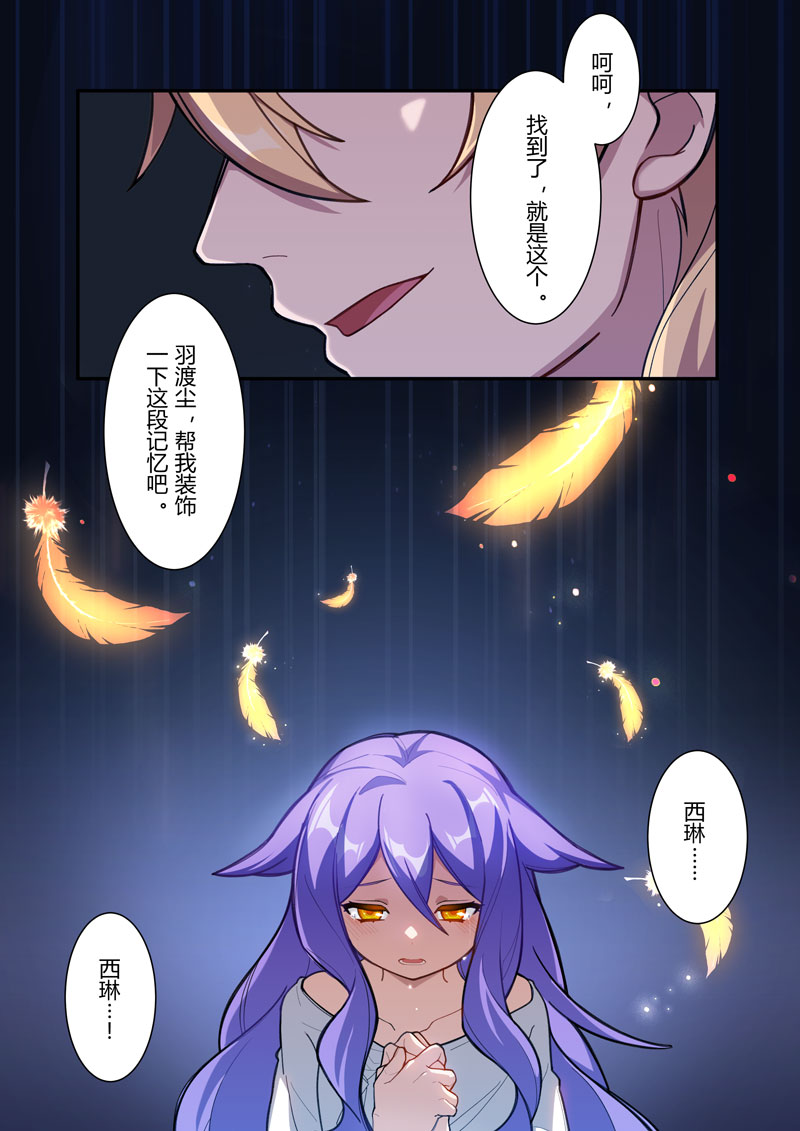 呵呵，
找到了，就是这个。
羽渡尘，帮我装饰
一下这段记忆吧。
西琳……
西琳…！